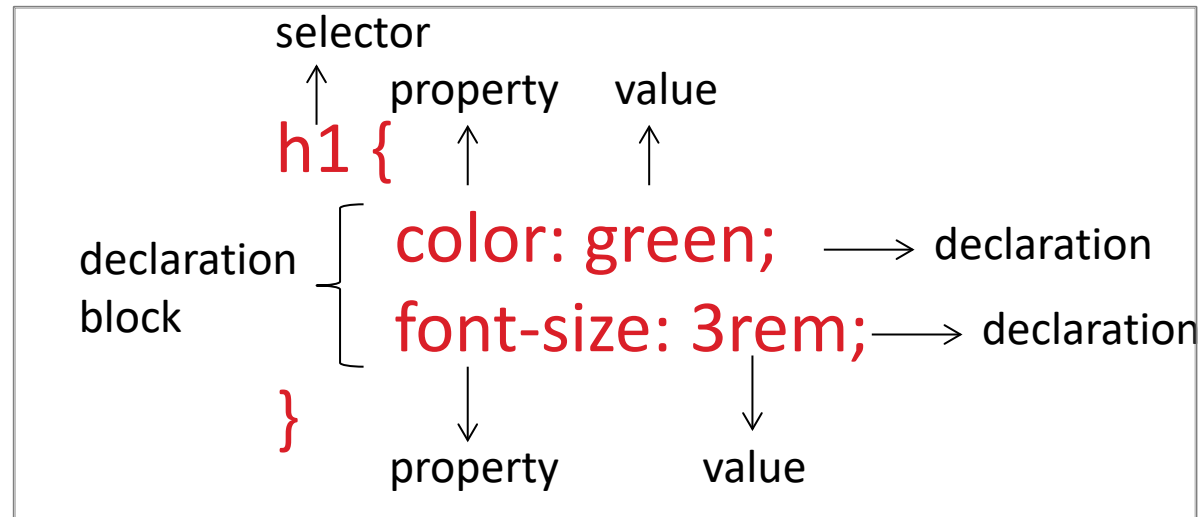 selector
property value
h1 {
color: green;
declaration
declaration
block
font-size: 3rem;
declaration
}
property value